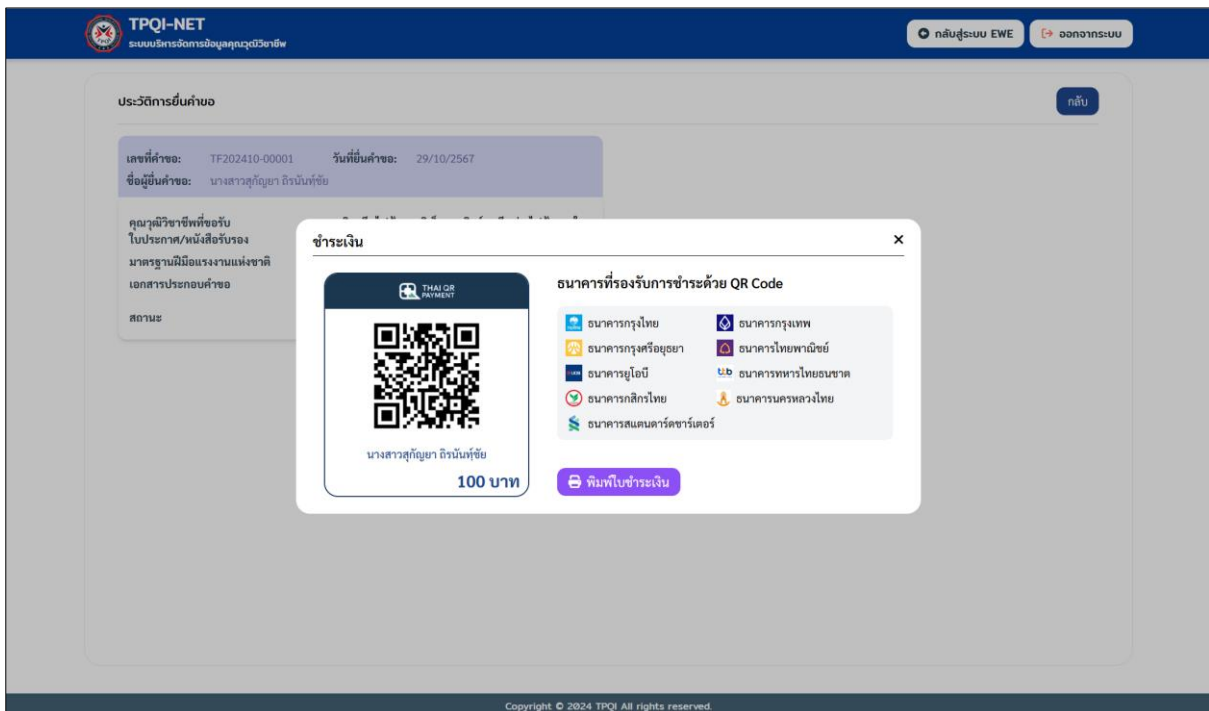 TPQI-NET
ระบบบริหารจัดการข้อมูลคุณวุฒิวิชาชีพ
กลับสู่ระบบ EWE
ออกจากระบบ
ประวัติการยื่นคำขอ
กลับ
เลขที่คำขอ: TF202410-00001 วันที่ยื่นคำขอ: 29/10/2567
ชื่อผู้ยื่นคำขอ: นางสาวสุกัญยา ถิรนันท์ุชัย
คุณวุฒิวิชาชีพที่ขอรับ
ใบประกาศ/หนังสือรับรอง
มาตรฐานฝีมือแรงงานแห่งชาติ
เอกสารประกอบคำขอ
สถานะ
ชำระเงิน
THAI QR
PAYMENT
นางสาวสุกัญยา ถิรนันท์ุชัย
100 บาท
ธนาคารที่รองรับการชำระด้วย QR Code
ธนาคารกรุงไทย ธนาคารกรุงเทพ
ธนาคารกรุงศรีอยุธยา ธนาคารไทยพาณิชย์
ธนาคารยูโอบี ธนาคารทหารไทยธนชาต
ธนาคารกสิกรไทย ธนาคารนครหลวงไทย
ธนาคารสแตนดาร์ดชาร์เตอร์
พิมพ์ใบชำระเงิน
Copyright © 2024 TPQI All rights reserved.